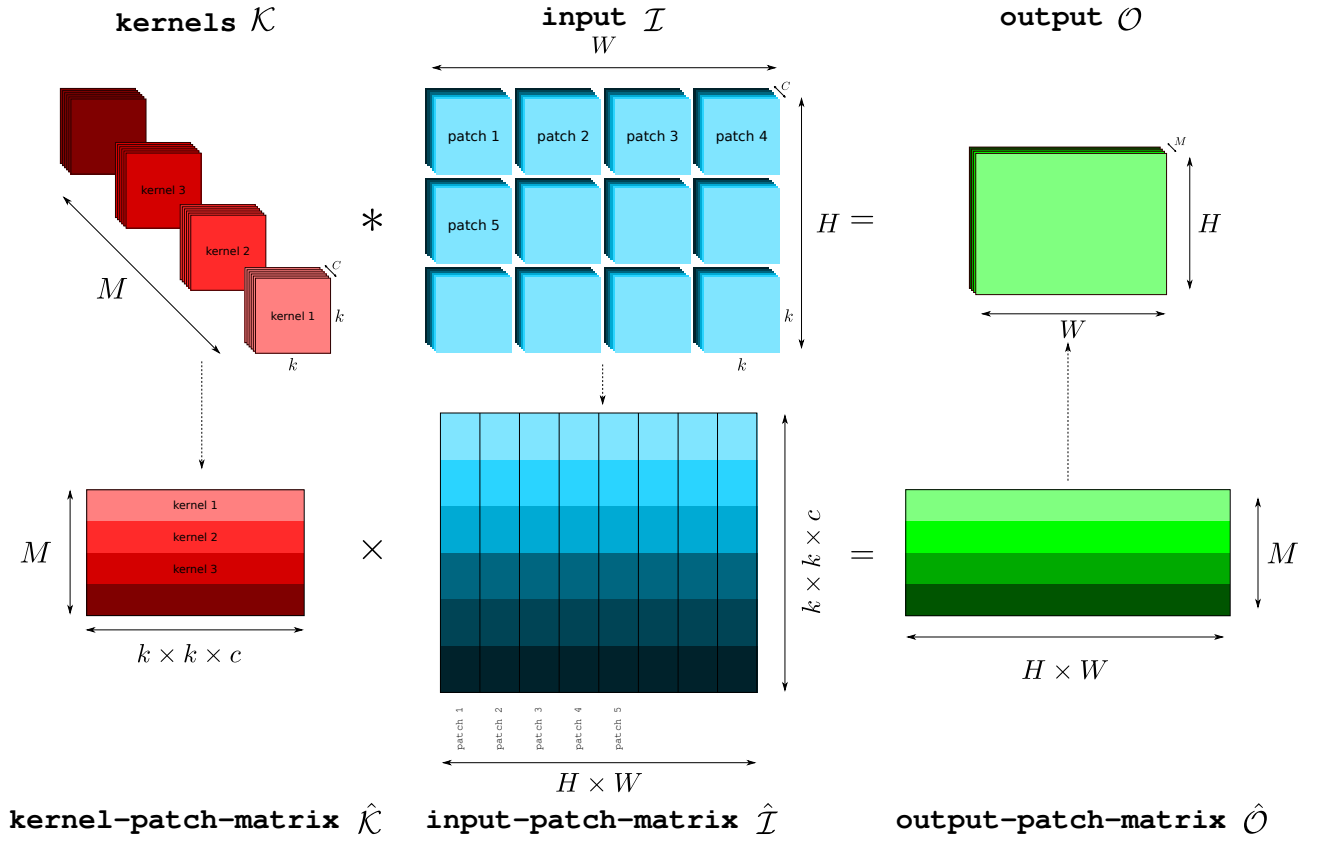 kernels 𝒦
input ℐ
output 𝒪
W
C
patch 1
patch 2
patch 3
patch 4
patch 5
H
k
k
kernel 3
kernel 2
kernel 1
C
k
k
M
*
=
M
H
W
kernel 1
kernel 2
kernel 3
M
k × k × c
×
k × k × c
patch 1
patch 2
patch 3
patch 4
patch 5
H × W
=
M
H × W
kernel-patch-matrix 𝒦̂
input-patch-matrix ℐ̂
output-patch-matrix 𝒪̂